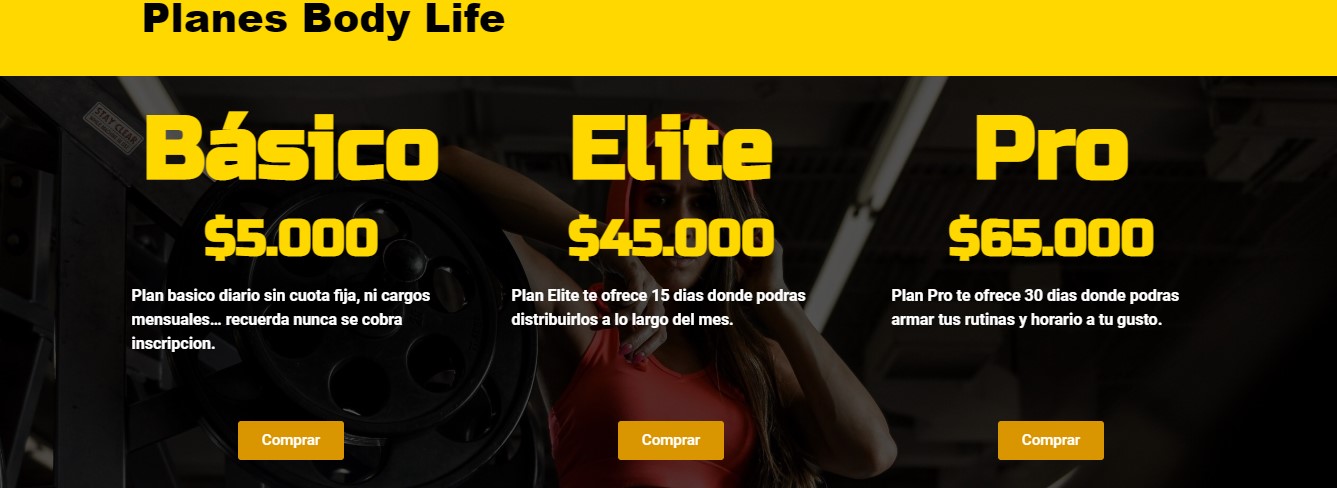 Planes Body Life
Básico
$5.000
Plan basico diario sin cuota fija, ni cargos
mensuales... recuerda nunca se cobra
inscripcion.
Comprar
Elite
$45.000
Plan Elite te ofrece 15 dias donde podras
distribuirlos a lo largo del mes.
Comprar
Pro
$65.000
Plan Pro te ofrece 30 dias donde podras
armar tus rutinas y horario a tu gusto.
Comprar
STAY CLEAR